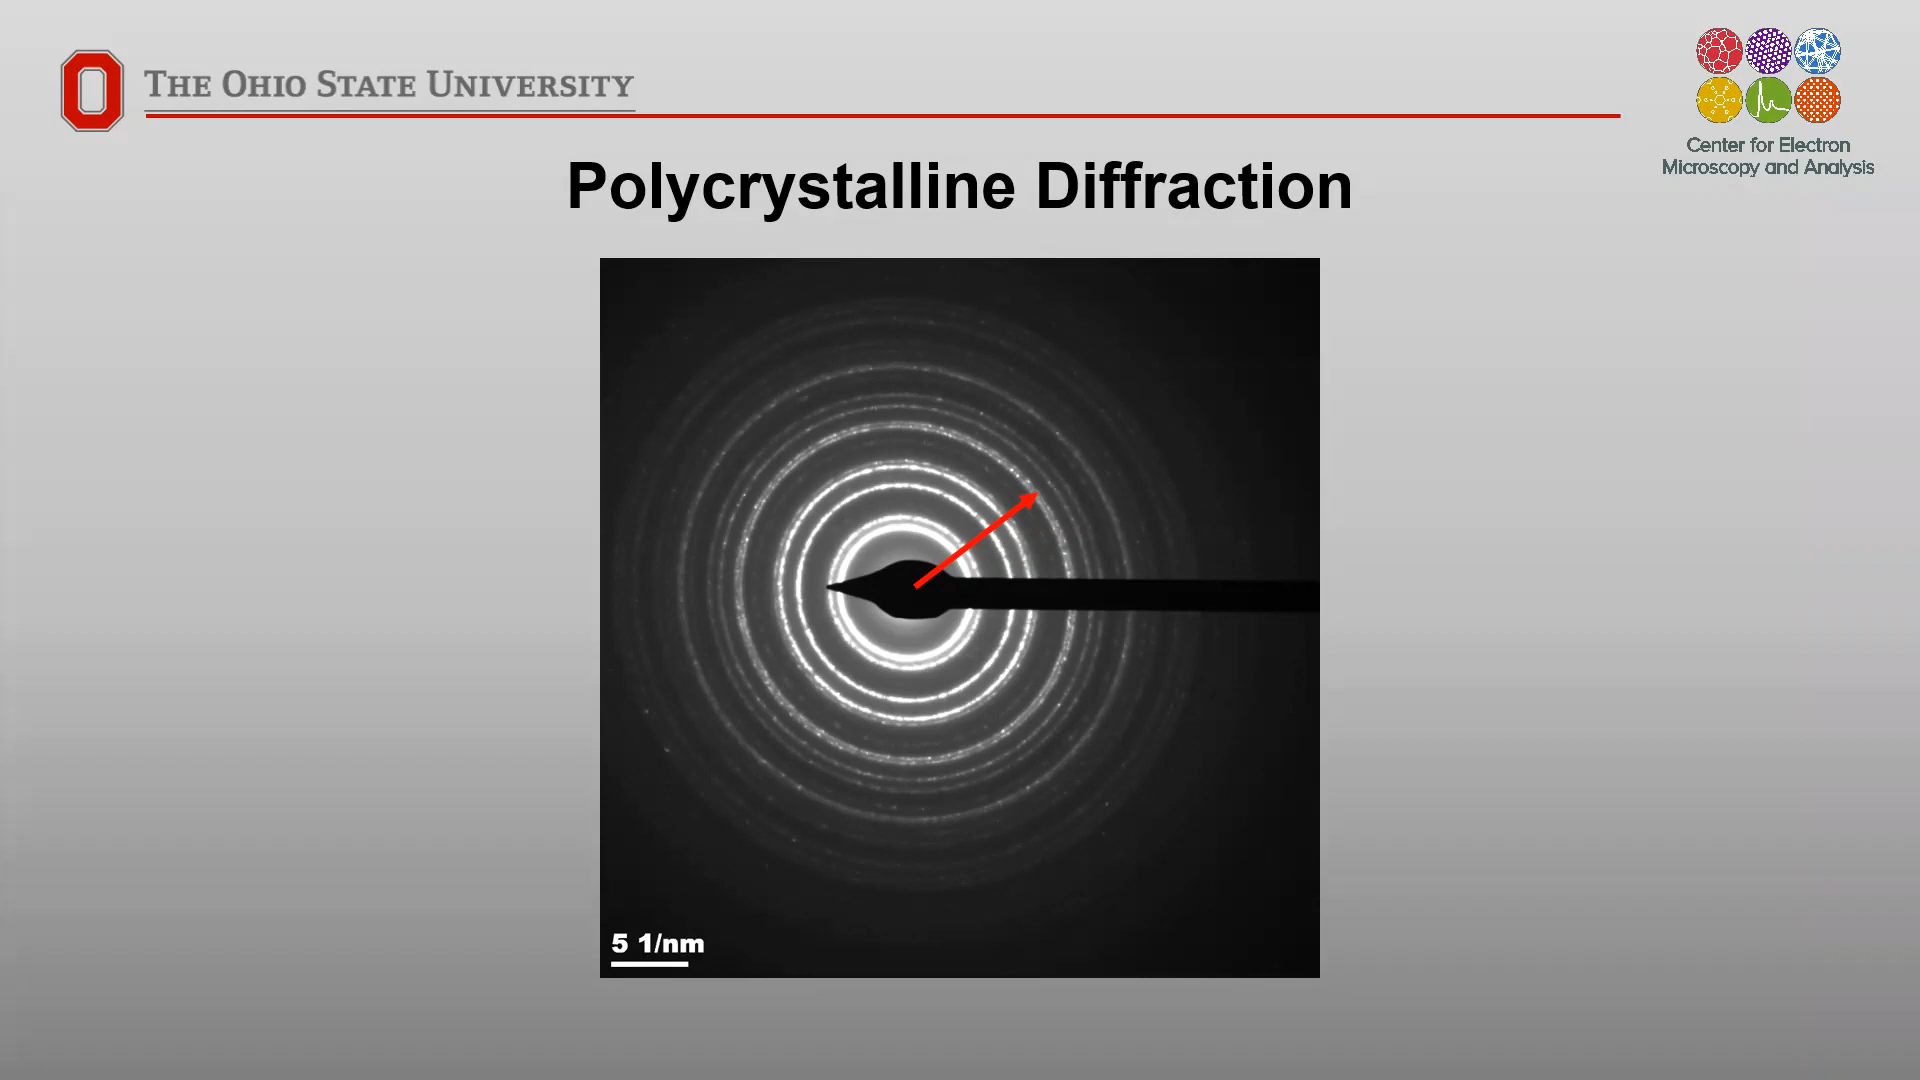 THE OHIO STATE UNIVERSITY
Center for Electron
Microscopy and Analysis
Polycrystalline Diffraction
5 1/nm